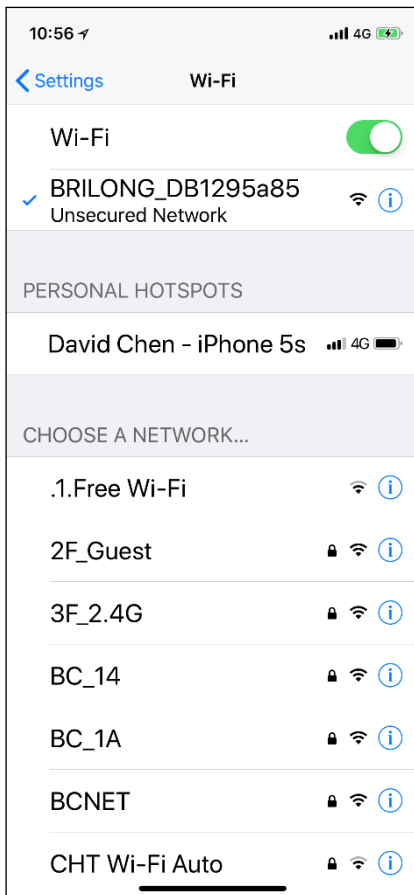 10:56 4G
Settings Wi-Fi
Wi-Fi
BRILONG_DB1295a85
Unsecured Network
PERSONAL HOTSPOTS
David Chen - iPhone 5s 4G
CHOOSE A NETWORK...
.1.Free Wi-Fi
2F_Guest
3F_2.4G
BC_14
BC_1A
BCNET
CHT Wi-Fi Auto